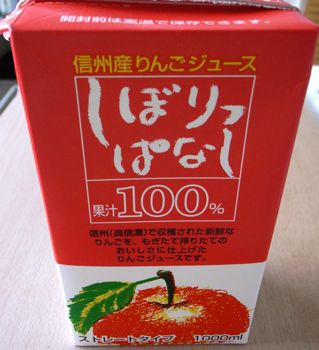 開封前は常温で保存できます。
信州産りんごジュース
しぼりっ
ぱなし
果汁100%
信州(奥信濃)で収穫された新鮮な
りんごを、もぎたて搾りたての
おいしさに仕上げた
りんごジュースです。
ストレートタイプ 1000ml